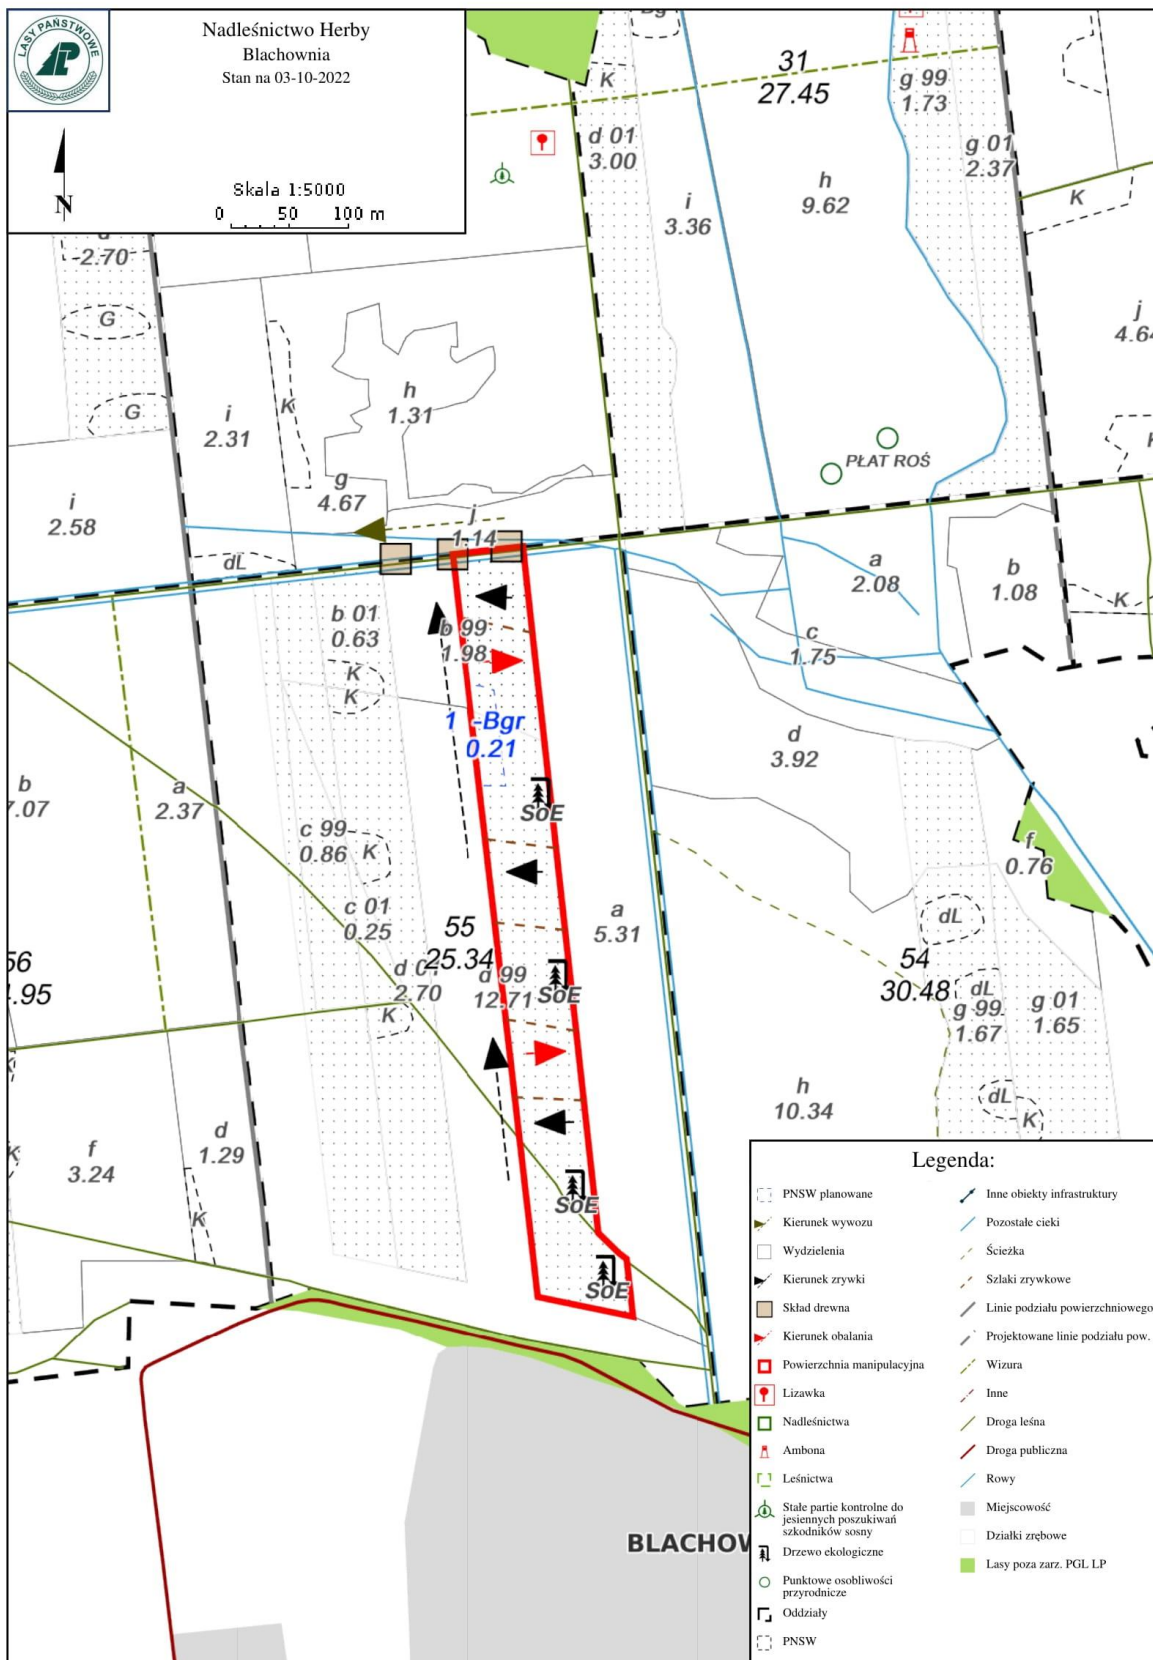 LASY PAŃSTWOWE
Nadleśnictwo Herby
Blachownia
Stan na 03-10-2022
N
Skala 1:5000
0 50 100 m
Bgr
K
31
27.45
g 99
1.73
d 01
3.00
g 01
2.37
h
9.62
i
3.36
K
2.70
G
G
j
4.64
i
2.31
K
h
1.31
PŁAT ROŚ
g
4.67
i
2.58
j
1.14
dL
a
2.08
b
1.08
K
b 01
0.63
b 99
1.98
c
1.75
K
K
1 -Bgr
0.21
d
3.92
b
7.07
a
2.37
SoE
c 99
0.86
K
f
0.76
c 01
0.25
a
5.31
dL
55
25.34
54
30.48
56
.95
d 01
2.70
d 99
12.71
SoE
dL
g 99
1.67
g 01
1.65
K
K
h
10.34
dL
K
d
1.29
f
3.24
K
K
SoE
SoE
BLACHOW
Legenda:
PNSW planowane
Kierunek wywozu
Wydzielenia
Kierunek zrywki
Skład drewna
Kierunek obalania
Powierzchnia manipulacyjna
Lizawka
Nadleśnictwa
Ambona
Leśnictwa
Stałe partie kontrolne do
jesiennych poszukiwań
szkodników sosny
Drzewo ekologiczne
Punktowe osobliwości
przyrodnicze
Oddziały
PNSW
Inne obiekty infrastruktury
Pozostałe cieki
Ścieżka
Szlaki zrywkowe
Linie podziału powierzchniowego
Projektowane linie podziału pow.
Wizura
Inne
Droga leśna
Droga publiczna
Rowy
Miejscowość
Działki zrębowe
Lasy poza zarz. PGL LP